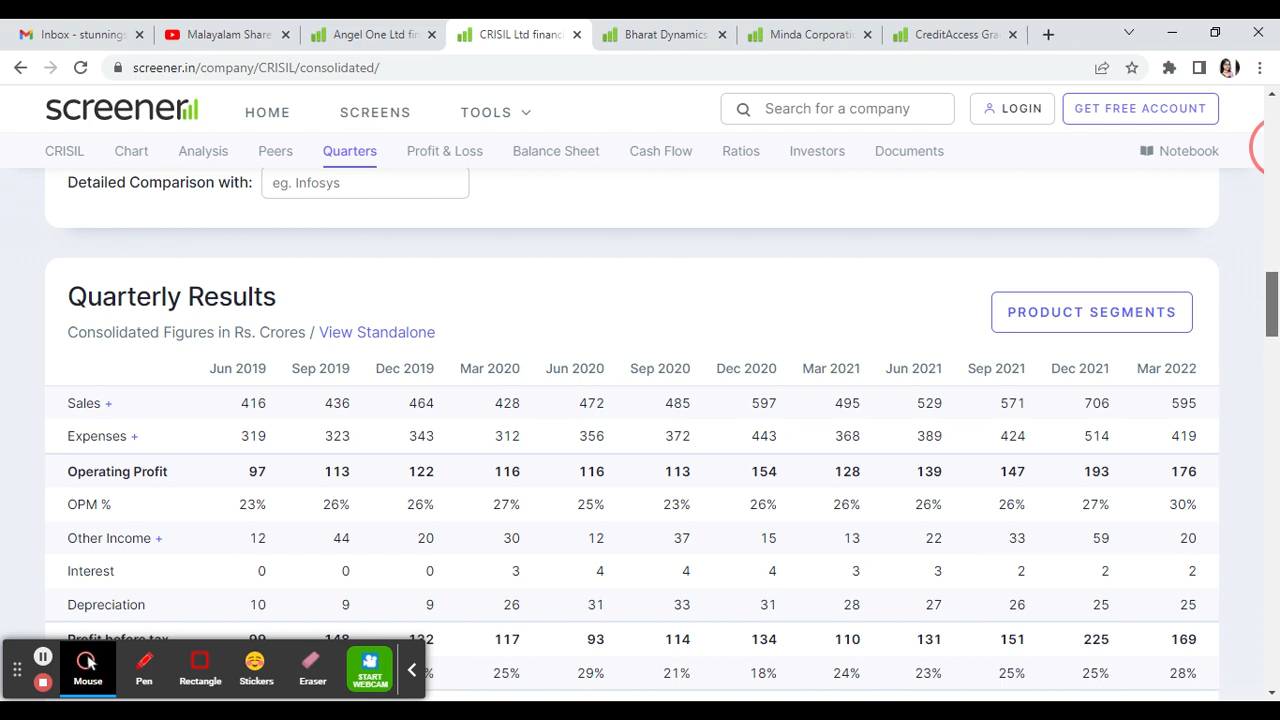 Inbox - stunnings
Malayalam Share
Angel One Ltd fin
CRISIL Ltd financ
Bharat Dynamics
Minda Corporati
CreditAccess Gra
screener.in/company/CRISIL/consolidated/
screener
HOME
SCREENS
TOOLS
Search for a company
LOGIN
GET FREE ACCOUNT
CRISIL Chart Analysis Peers Quarters Profit & Loss Balance Sheet Cash Flow Ratios Investors Documents Notebook
Detailed Comparison with: eg. Infosys
Quarterly Results
PRODUCT SEGMENTS
Consolidated Figures in Rs. Crores / View Standalone
Jun 2019 Sep 2019 Dec 2019 Mar 2020 Jun 2020 Sep 2020 Dec 2020 Mar 2021 Jun 2021 Sep 2021 Dec 2021 Mar 2022
Sales + 416 436 464 428 472 485 597 495 529 571 706 595
Expenses + 319 323 343 312 356 372 443 368 389 424 514 419
Operating Profit 97 113 122 116 116 113 154 128 139 147 193 176
OPM % 23% 26% 26% 27% 25% 23% 26% 26% 26% 26% 27% 30%
Other Income + 12 44 20 30 12 37 15 13 22 33 59 20
Interest 0 0 0 3 4 4 4 3 3 2 2 2
Depreciation 10 9 9 26 31 33 31 28 27 26 25 25
Profit before tax 99 148 132 117 93 114 134 110 131 151 225 169
% 25% 29% 21% 18% 24% 23% 25% 25% 28%
Mouse
Pen
Rectangle
Stickers
Eraser
START WEBCAM